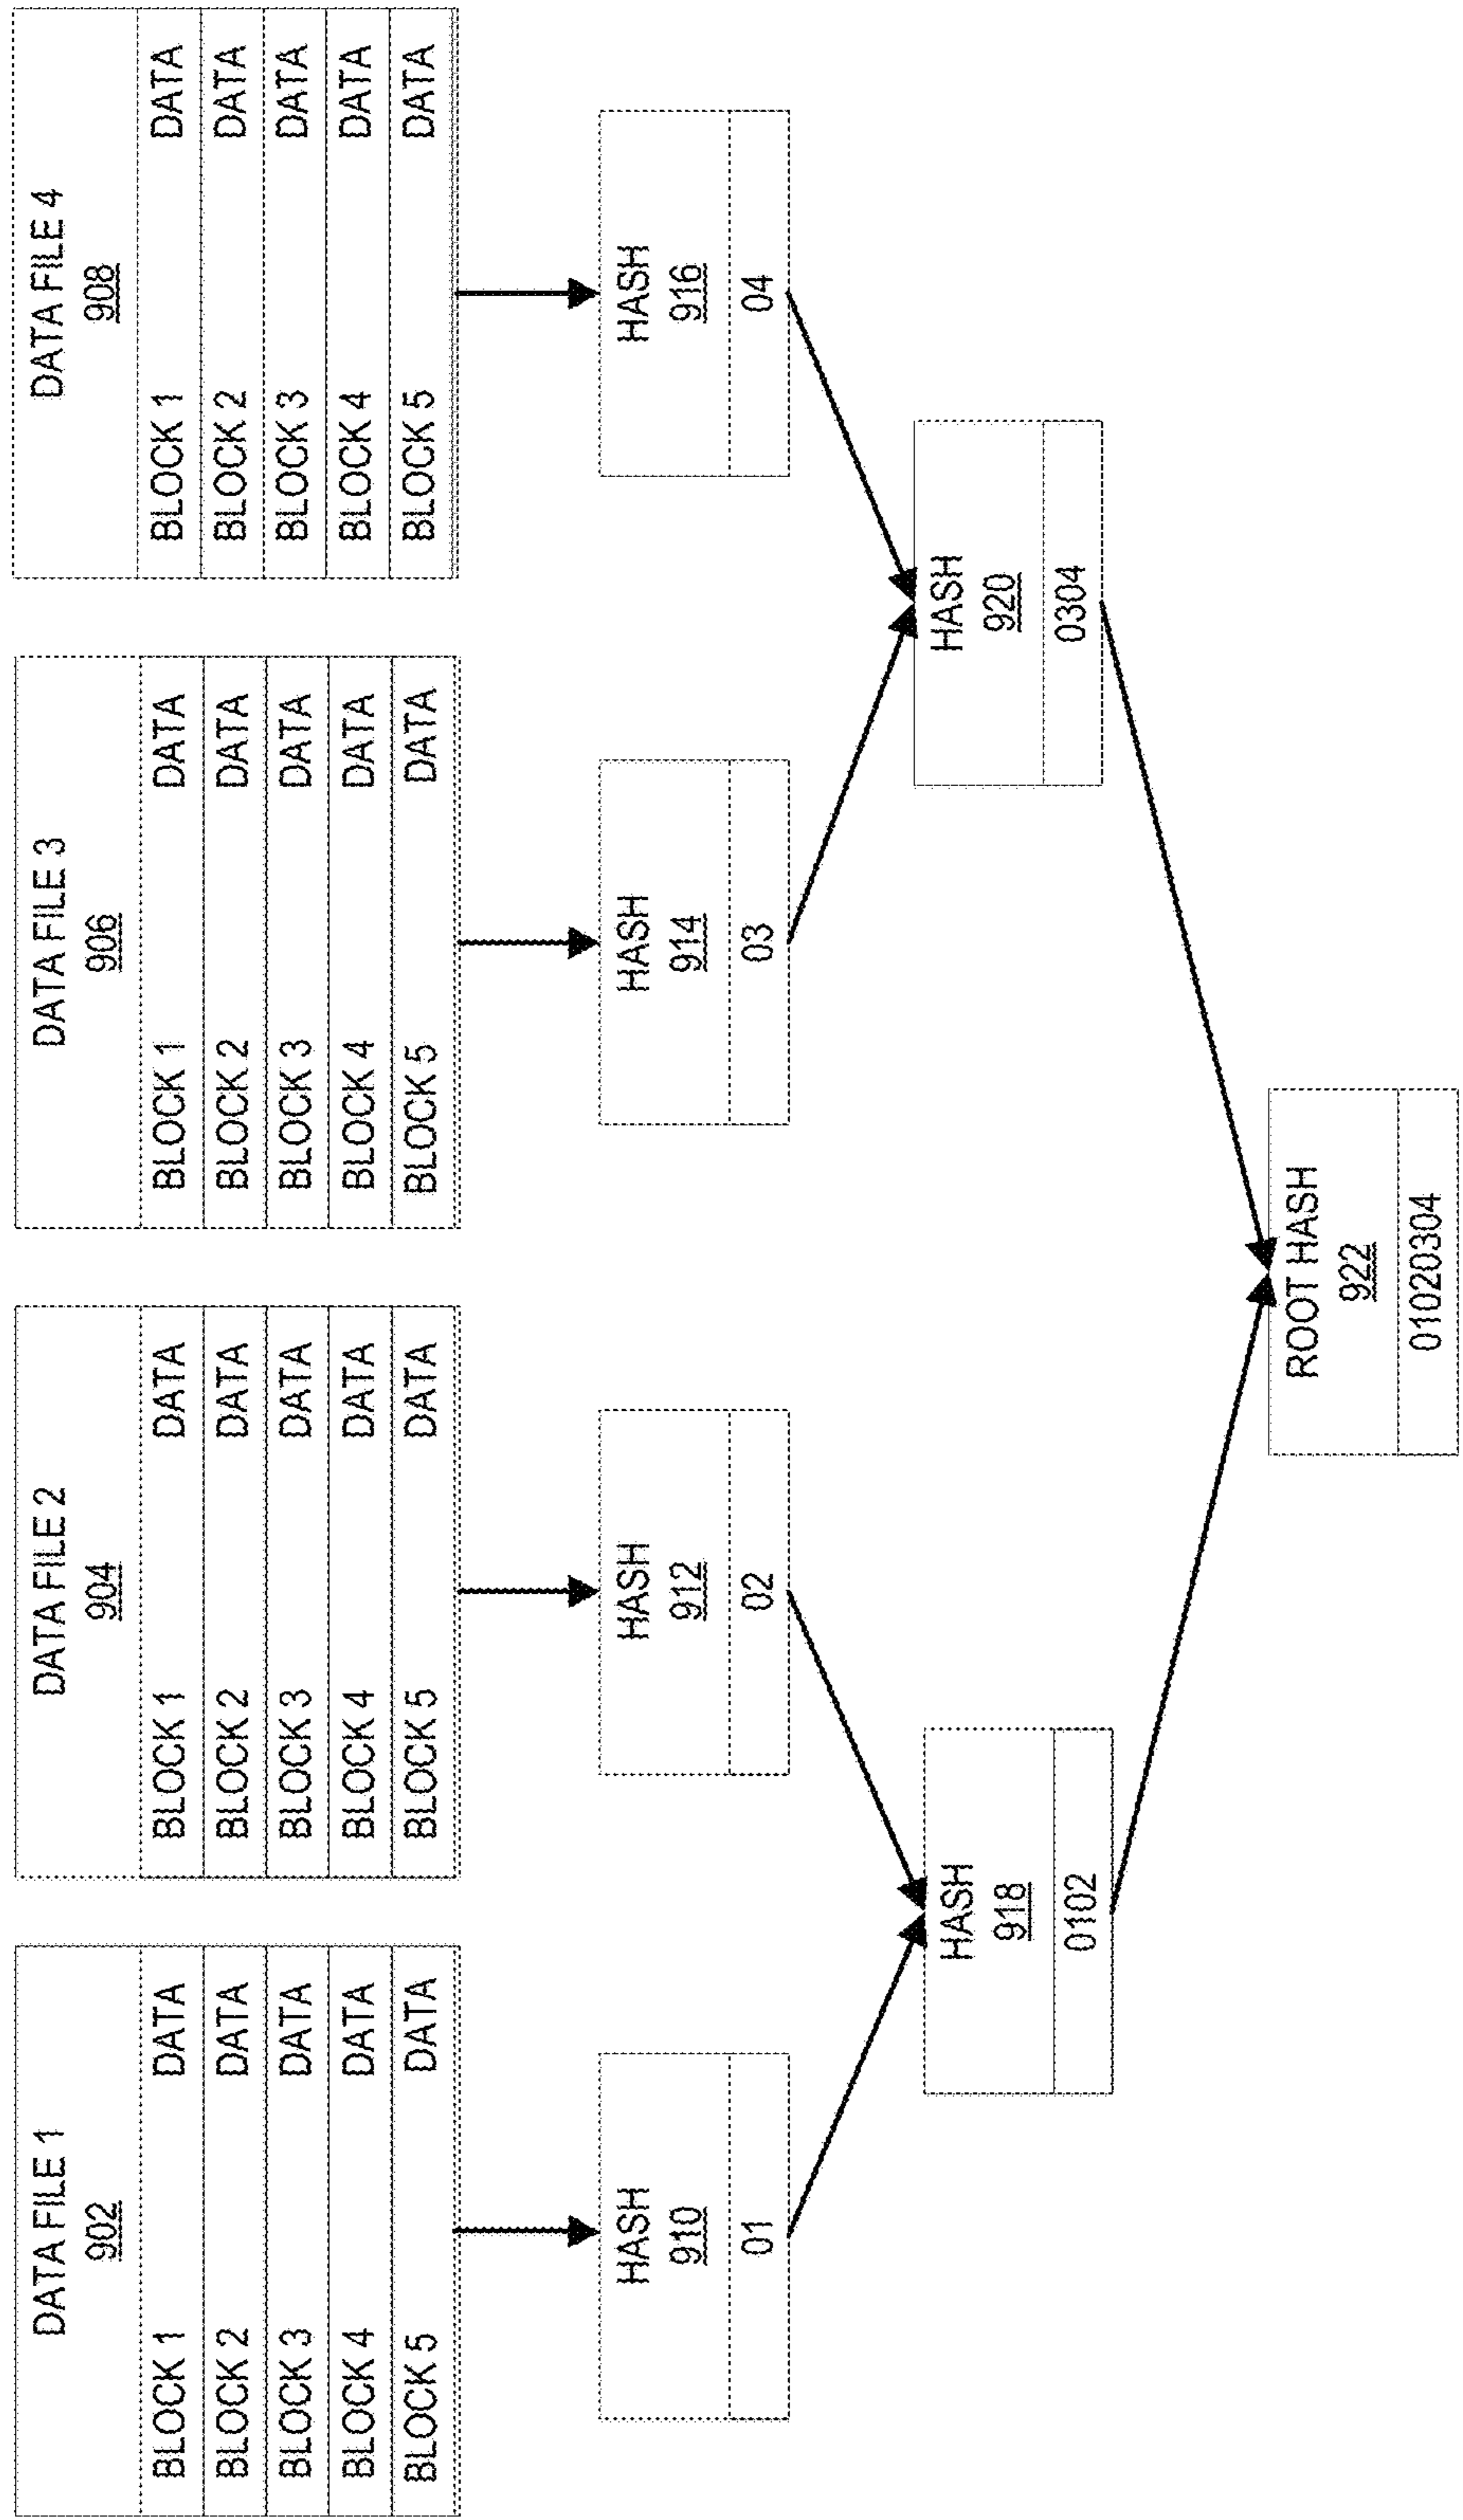 DATA FILE 1
902
BLOCK 1 DATA
BLOCK 2 DATA
BLOCK 3 DATA
BLOCK 4 DATA
BLOCK 5 DATA
DATA FILE 2
904
BLOCK 1 DATA
BLOCK 2 DATA
BLOCK 3 DATA
BLOCK 4 DATA
BLOCK 5 DATA
DATA FILE 3
906
BLOCK 1 DATA
BLOCK 2 DATA
BLOCK 3 DATA
BLOCK 4 DATA
BLOCK 5 DATA
DATA FILE 4
908
BLOCK 1 DATA
BLOCK 2 DATA
BLOCK 3 DATA
BLOCK 4 DATA
BLOCK 5 DATA
HASH
910
01
HASH
912
02
HASH
914
03
HASH
916
04
HASH
918
0102
HASH
920
0304
ROOT HASH
922
01020304